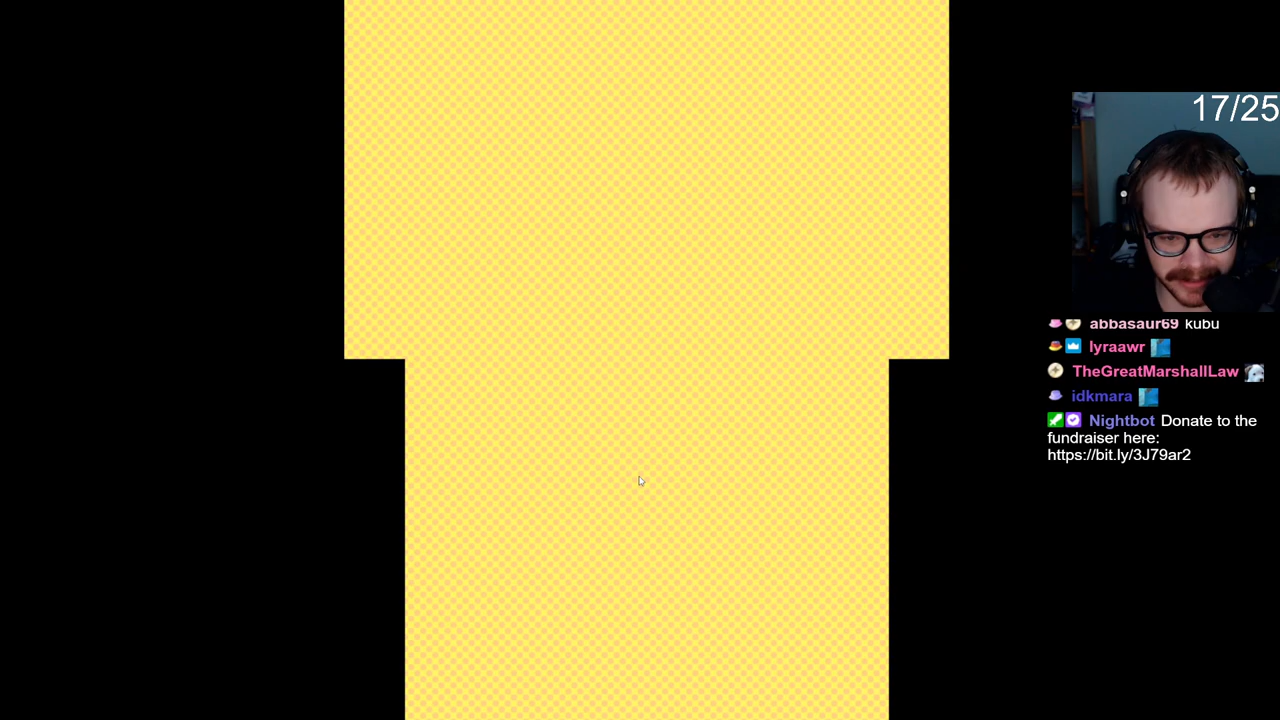 17/25
abbasaur69 kubu
lyraawr
TheGreatMarshallLaw
idkmara
Nightbot Donate to the
fundraiser here:
https://bit.ly/3J79ar2